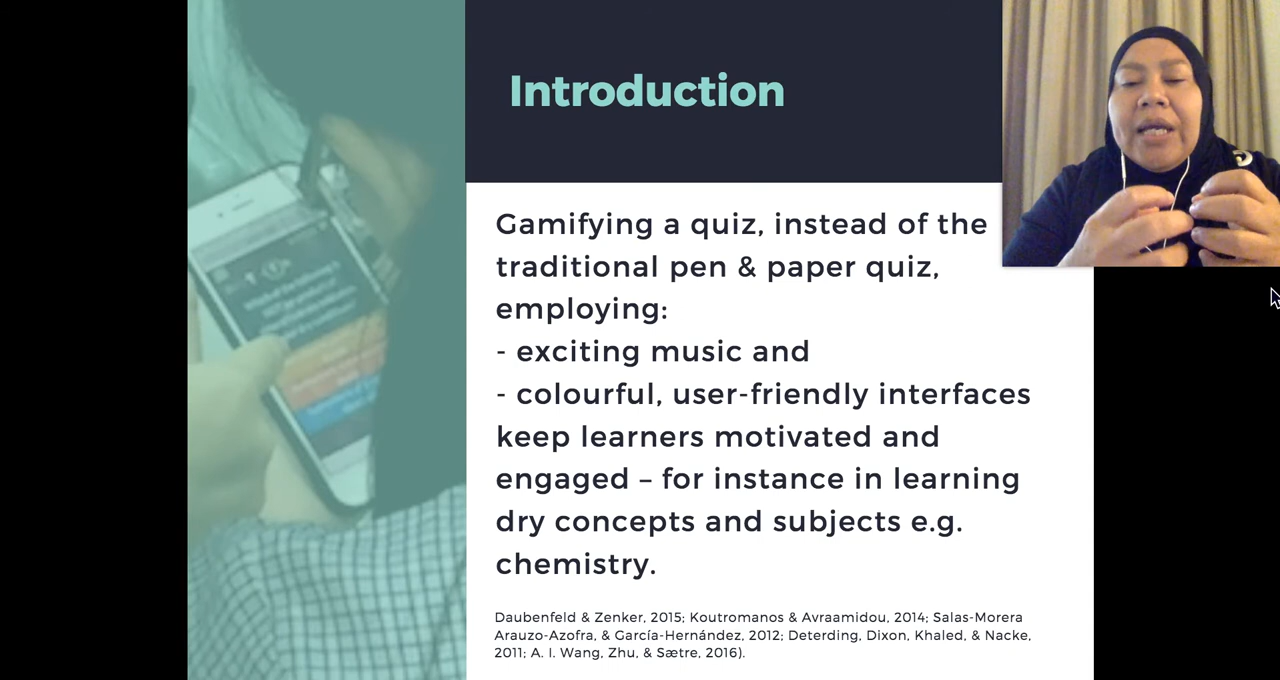 Introduction
Gamifying a quiz, instead of the
traditional pen & paper quiz,
employing:
- exciting music and
- colourful, user-friendly interfaces
keep learners motivated and
engaged – for instance in learning
dry concepts and subjects e.g.
chemistry.
Daubenfeld & Zenker, 2015; Koutromanos & Avraamidou, 2014; Salas-Morera
Arauzo-Azofra, & García-Hernández, 2012; Deterding, Dixon, Khaled, & Nacke,
2011; A. I. Wang, Zhu, & Sætre, 2016).